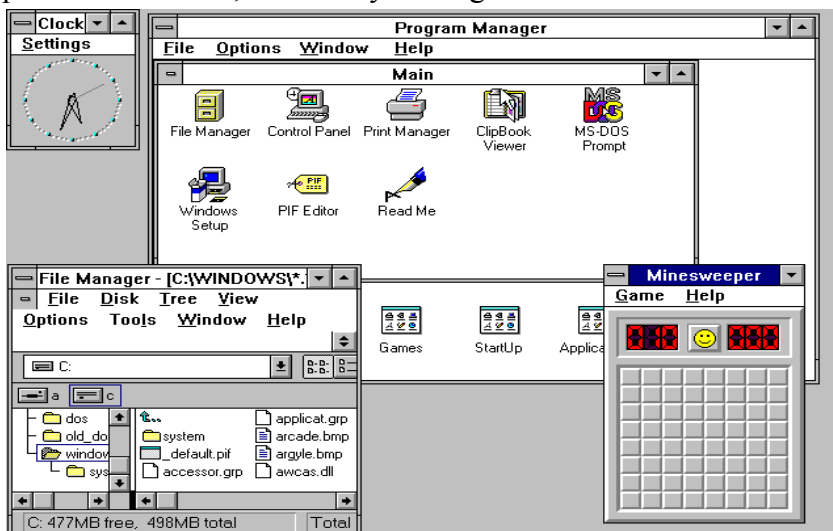 Clock
Settings
Program Manager
File Options Window Help
Main
File Manager
Control Panel
Print Manager
ClipBook
Viewer
MS-DOS
Prompt
Windows
Setup
PIF Editor
Read Me
Games
StartUp
Applica
File Manager - [C:\WINDOWS\*.
File Disk Tree View
Options Tools Window Help
C:
a c
dos
old_do
window
sys
system
_default.pif
accessor.grp
applicat.grp
arcade.bmp
argyle.bmp
awcas.dll
C: 477MB free, 498MB total
Total
Minesweeper
Game Help
010
000